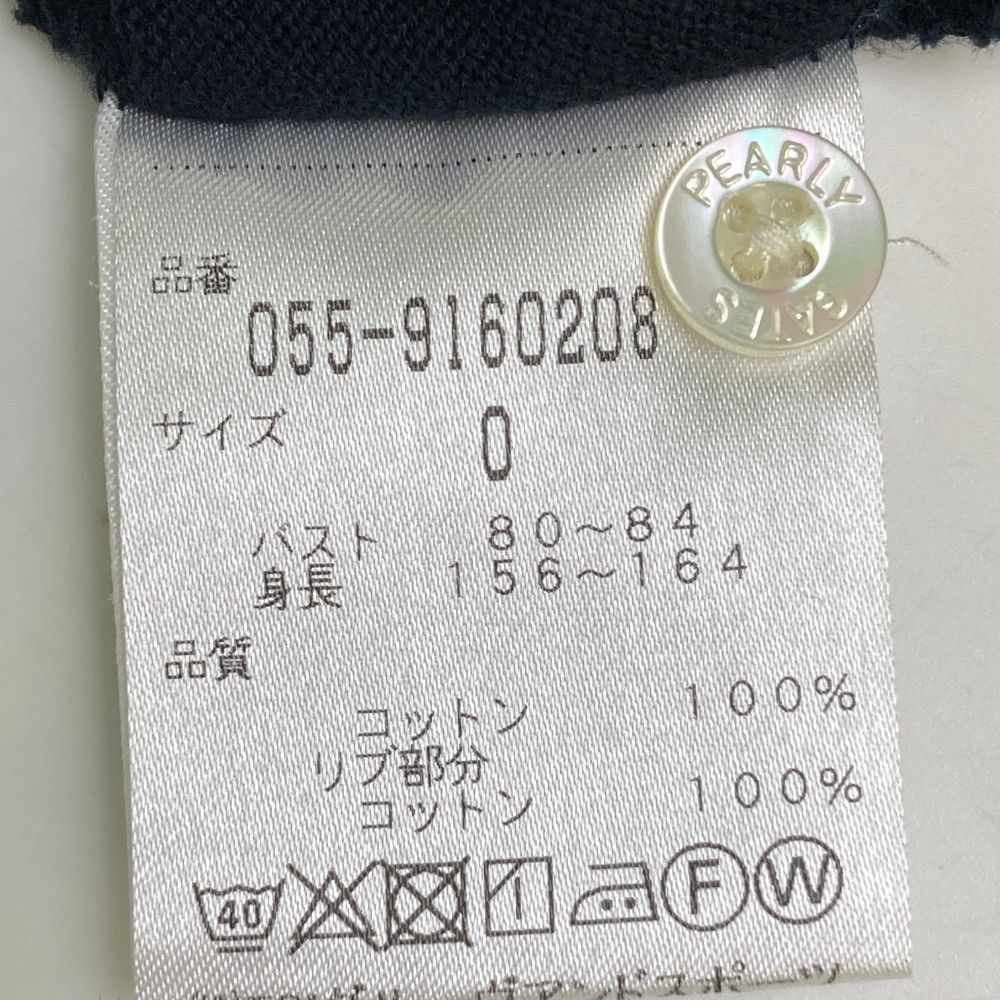 PEARLY
GATES
品番
055-9160208
サイズ
0
バスト 80~84
身長 156~164
品質
コットン 100%
リブ部分
コットン 100%
40 F W